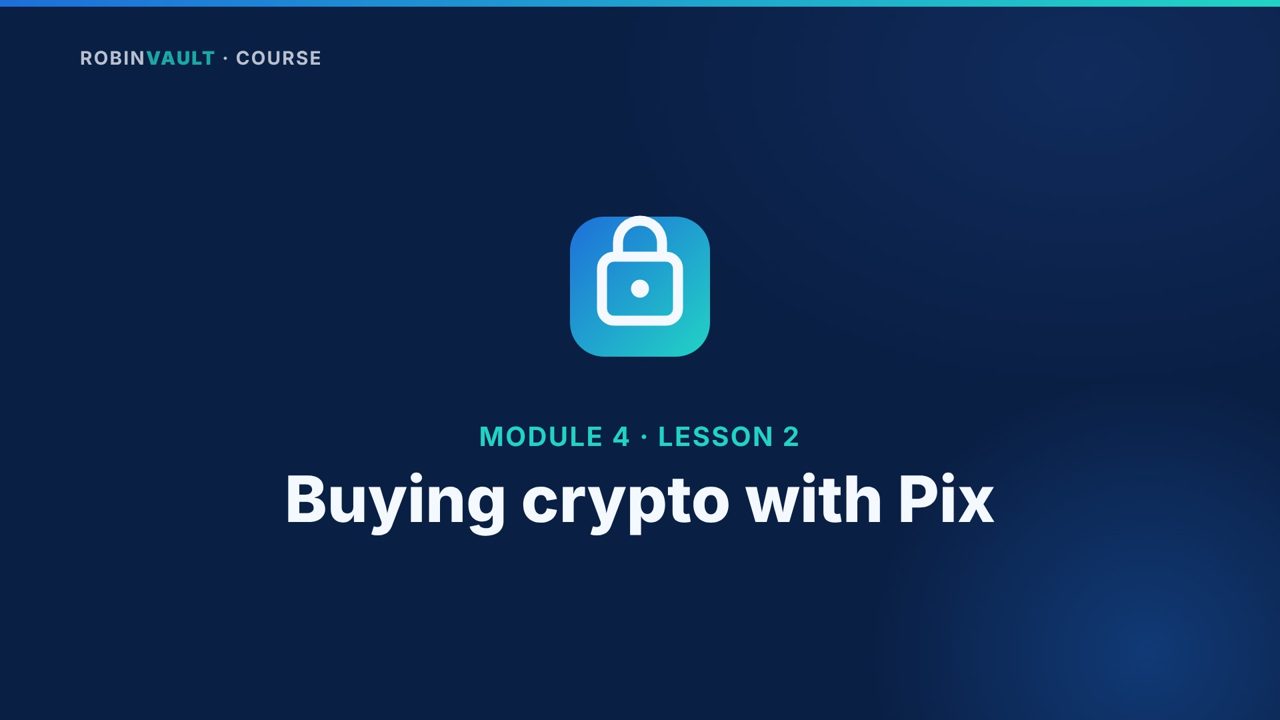 ROBINVAULT · COURSE
MODULE 4 · LESSON 2
Buying crypto with Pix